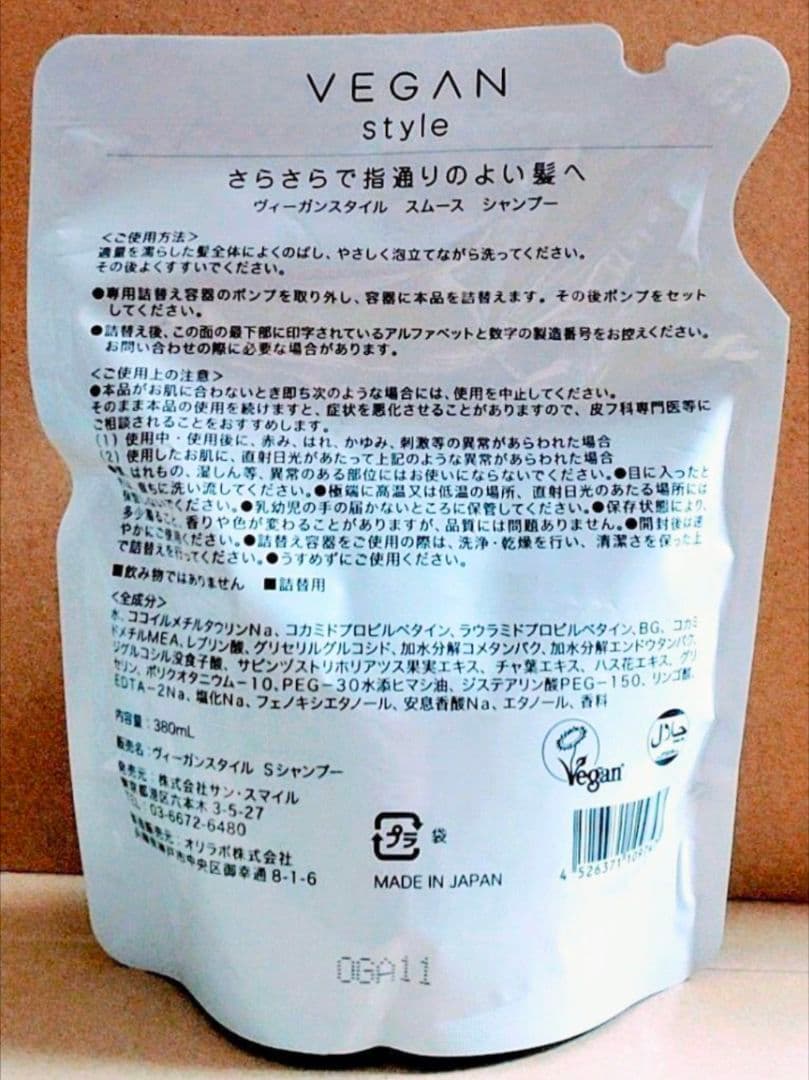 VEGAN
style
さらさらで指通りのよい髪へ
ヴィーガンスタイル スムース シャンプー
<ご使用方法>
適量を濡らした髪全体によくのばし、やさしく泡立てながら洗ってください。
その後よくすすいでください。
●専用詰替え容器のポンプを取り外し、容器に本品を詰替えます。その後ポンプをセット
してください。
●詰替え後、この面の最下部に印字されているアルファベットと数字の製造番号をお控えください。
お問い合わせの際に必要な場合があります。
<ご使用上の注意>
●本品がお肌に合わないとき即ち次のような場合には、使用を中止してください。
そのまま本品の使用を続けますと、症状を悪化させることがありますので、皮フ科専門医等に
ご相談されることをおすすめします。
(1) 使用中・使用後に、赤み、はれ、かゆみ、刺激等の異常があらわれた場合
(2) 使用したお肌に、直射日光があたって上記のような異常があらわれた場合
はれもの、湿しん等、異常のある部位にはお使いにならないでください。●目に入ったと
直ちに洗い流してください。●極端に高温又は低温の場所、直射日光のあたる場所には
保管しないでください。●乳幼児の手の届かないところに保管してください。●保存状態により、
多少濁ること、香りや色が変わることがありますが、品質には問題ありません。●開封後は速
やかにご使用ください。●詰替え容器をご使用の際は、洗浄・乾燥を行い、清潔さを保った上
で詰替えを行ってください。●うすめずにご使用ください。
■飲み物ではありません ■詰替用
<全成分>
水、ココイルメチルタウリンNa、コカミドプロピルベタイン、ラウラミドプロピルベタイン、BG、コカミ
ドメチルMEA、レブリン酸、グリセリルグルコシド、加水分解コメタンパク、加水分解エンドウタンパク、
ジグルコシル没食子酸、サピンヅストリホリアツス果実エキス、チャ葉エキス、ハス花エキス、グリ
セリン、ポリクオタニウム-10、PEG-30水添ヒマシ油、ジステアリン酸PEG-150、リンゴ酸、
EDTA-2Na、塩化Na、フェノキシエタノール、安息香酸Na、エタノール、香料
内容量:380mL
販売名:ヴィーガンスタイル Sシャンプー
発売元:株式会社サン・スマイル
東京都港区六本木 3-5-27
TEL:03-6672-6480
製造販売元:オリラボ株式会社
兵庫県神戸市中央区御幸通 8-1-6
Vegan
حلال
プラ 袋
MADE IN JAPAN
4 526371
OGA11